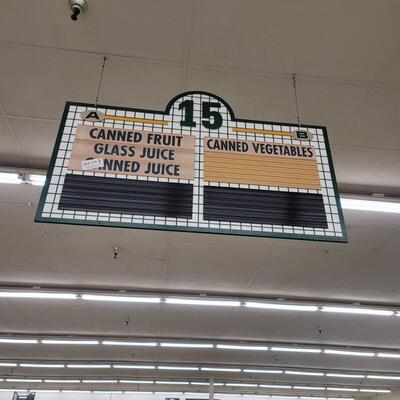 15
A
CANNED FRUIT
GLASS JUICE
NNED JUICE
B
CANNED VEGETABLES